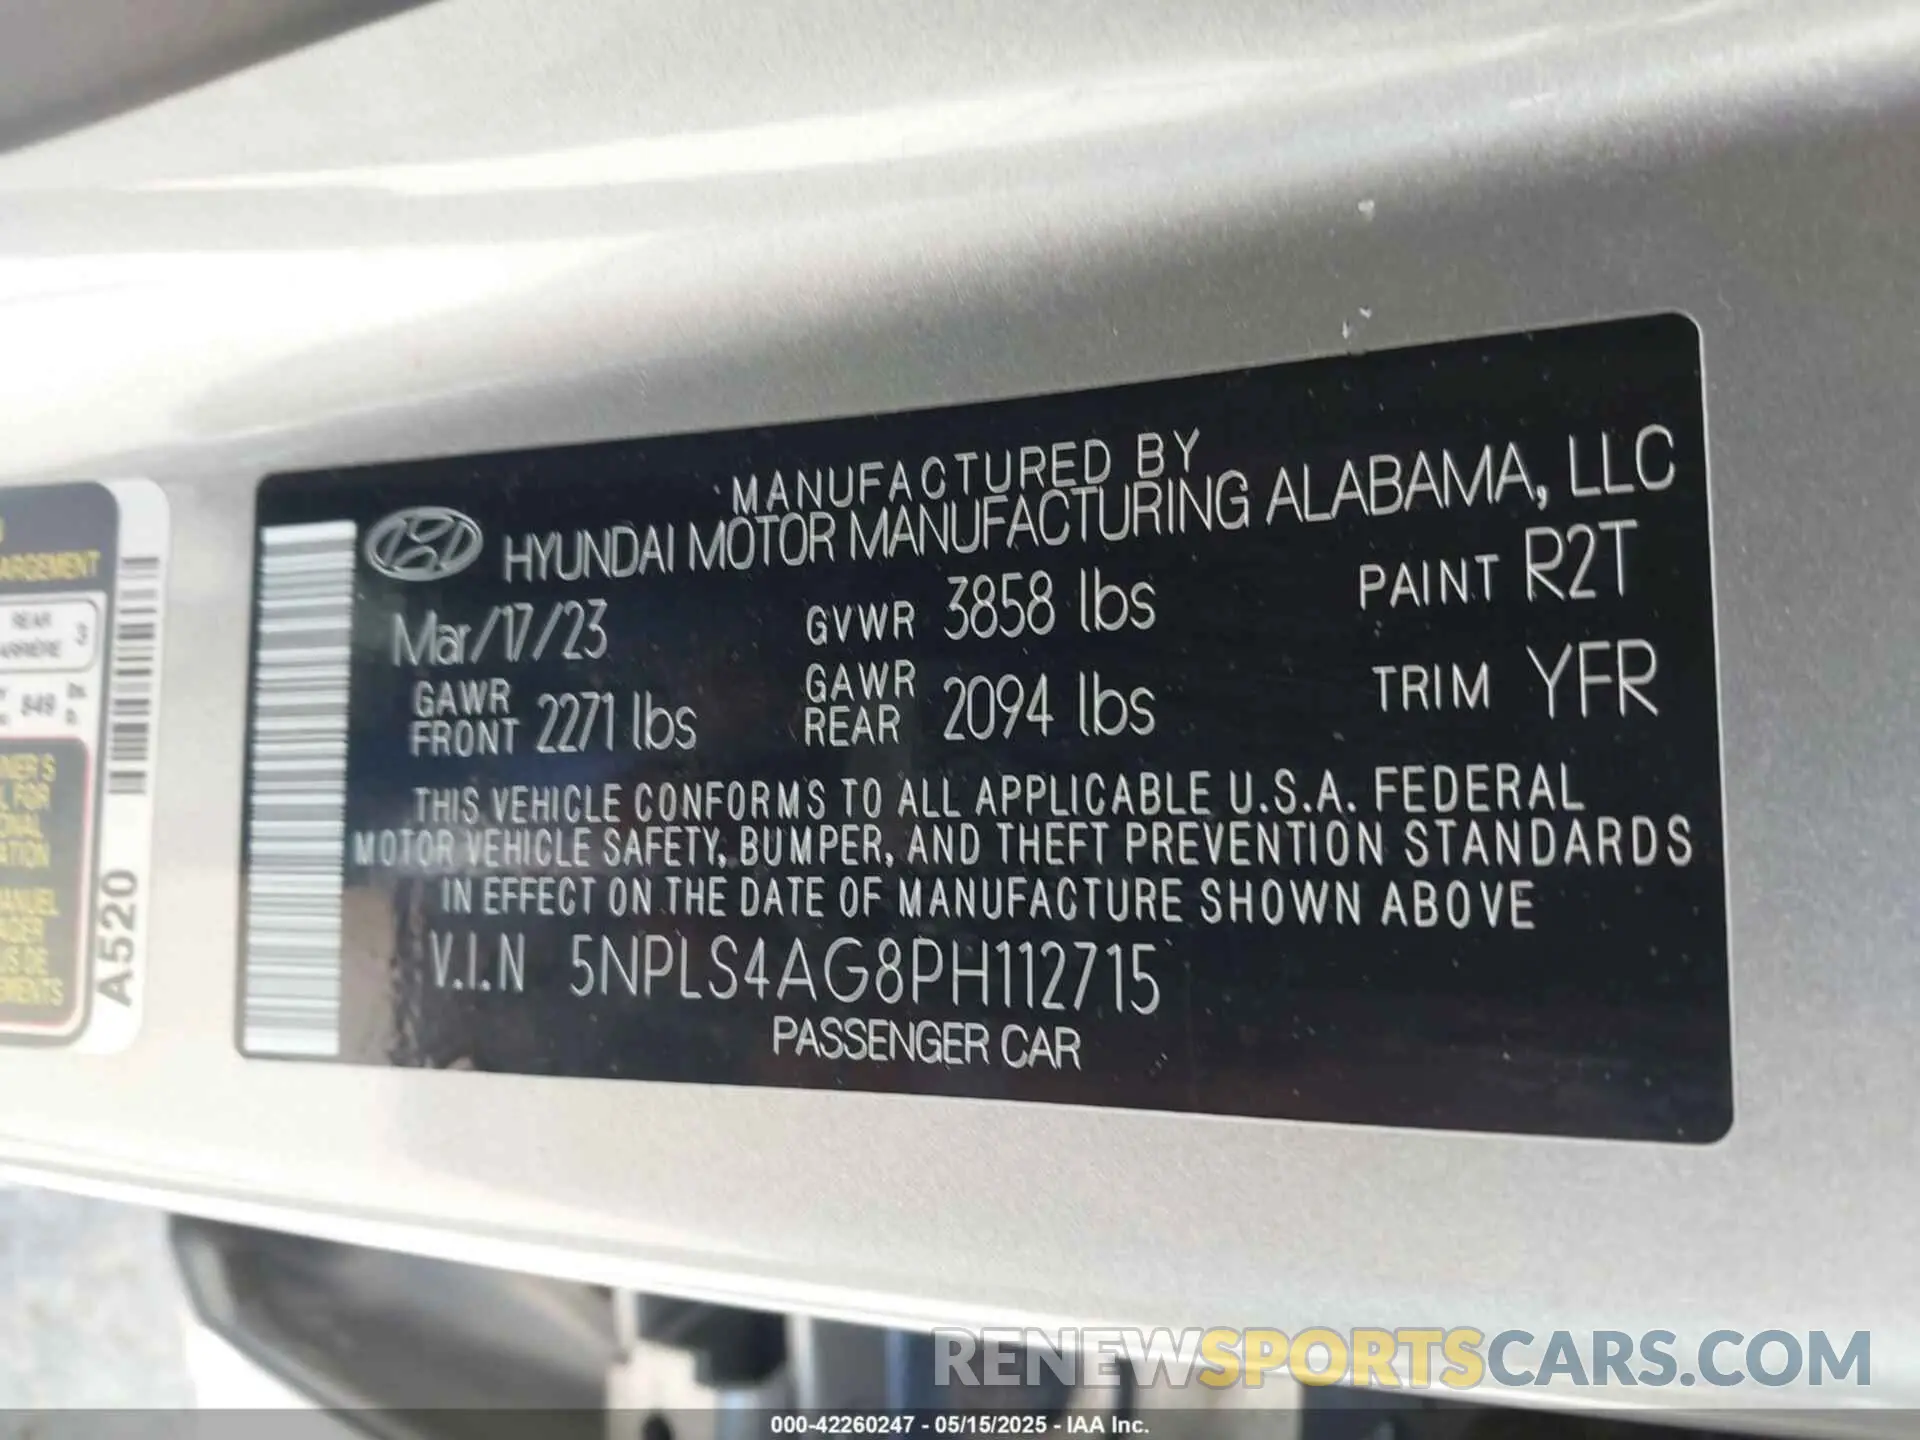 MANUFACTURED BY
HYUNDAI MOTOR MANUFACTURING ALABAMA, LLC
Mar/17/23 GVWR 3858 lbs PAINT R2T
GAWR FRONT 2271 lbs GAWR REAR 2094 lbs TRIM YFR
THIS VEHICLE CONFORMS TO ALL APPLICABLE U.S.A. FEDERAL
MOTOR VEHICLE SAFETY, BUMPER, AND THEFT PREVENTION STANDARDS
IN EFFECT ON THE DATE OF MANUFACTURE SHOWN ABOVE
V.I.N 5NPLS4AG8PH112715
PASSENGER CAR
REAR
3
849
A520
RENEWSPORTSCARS.COM
000-42260247 - 05/15/2025 - IAA Inc.